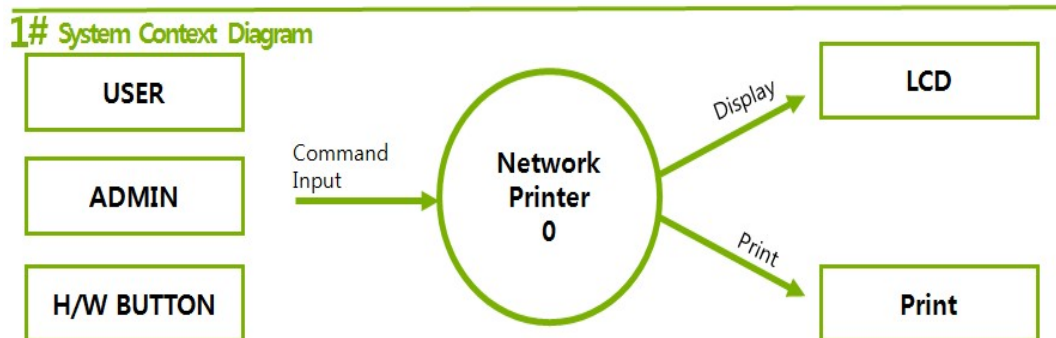 1# System Context Diagram
USER
ADMIN
H/W BUTTON
Command
Input
Network
Printer
0
Display
Print
LCD
Print